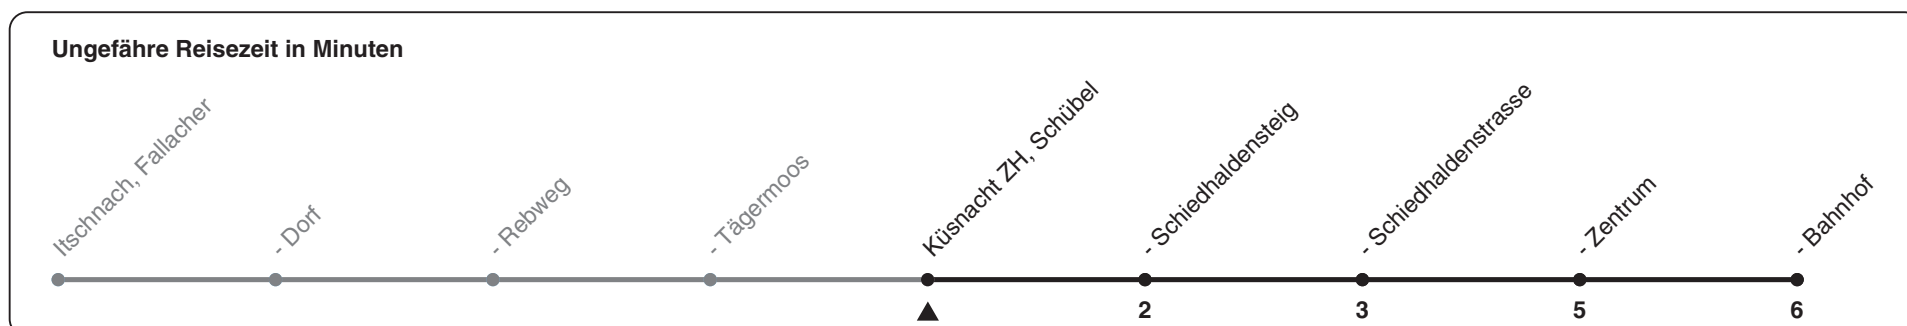 Ungefähre Reisezeit in Minuten
Itschnach, Fallacher
- Dorf
- Rebweg
- Tägermoos
Küsnacht ZH, Schübel
- Schiedhaldensteig
- Schiedhaldenstrasse
- Zentrum
- Bahnhof
2 3 5 6